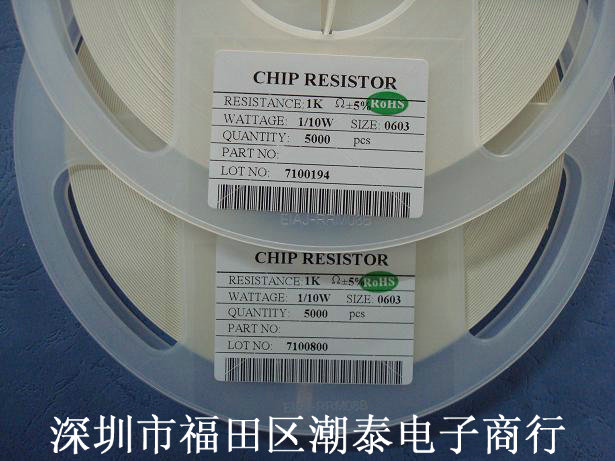 CHIP RESISTOR
RESISTANCE: 1K Ω±5% RoHS
WATTAGE: 1/10W SIZE: 0603
QUANTITY: 5000 pcs
PART NO:
LOT NO: 7100194
EIAJ-RRM08B
CHIP RESISTOR
RESISTANCE: 1K Ω±5% RoHS
WATTAGE: 1/10W SIZE: 0603
QUANTITY: 5000 pcs
PART NO:
LOT NO: 7100800
深圳市福田区潮泰电子商行